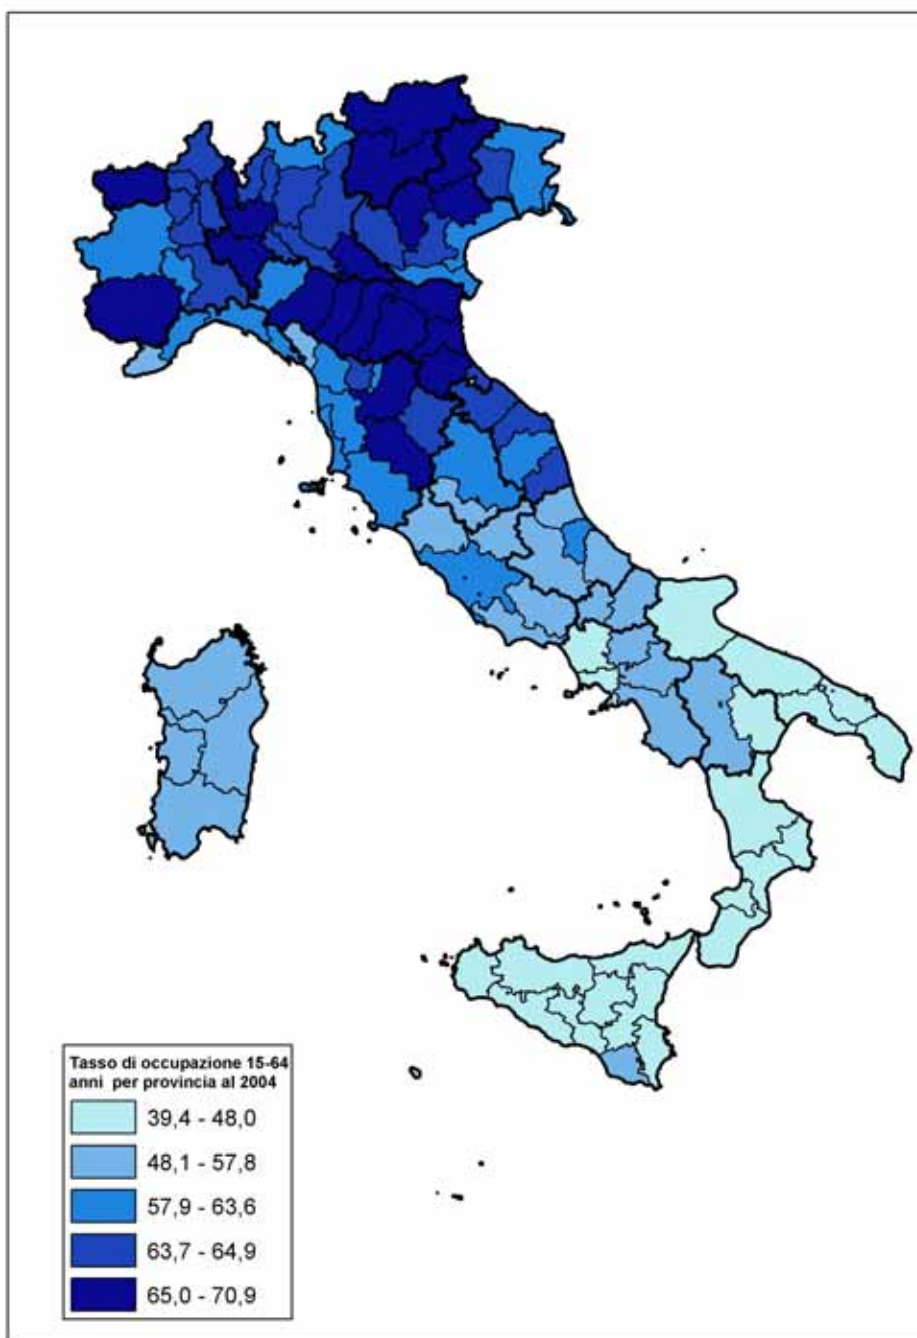 Tasso di occupazione 15-64
anni per provincia al 2004
39,4 - 48,0
48,1 - 57,8
57,9 - 63,6
63,7 - 64,9
65,0 - 70,9